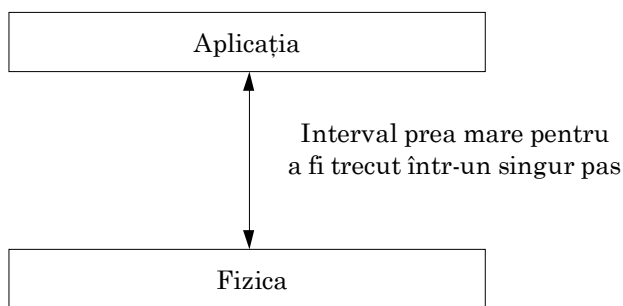 Aplicația
Interval prea mare pentru
a fi trecut într-un singur pas
Fizica